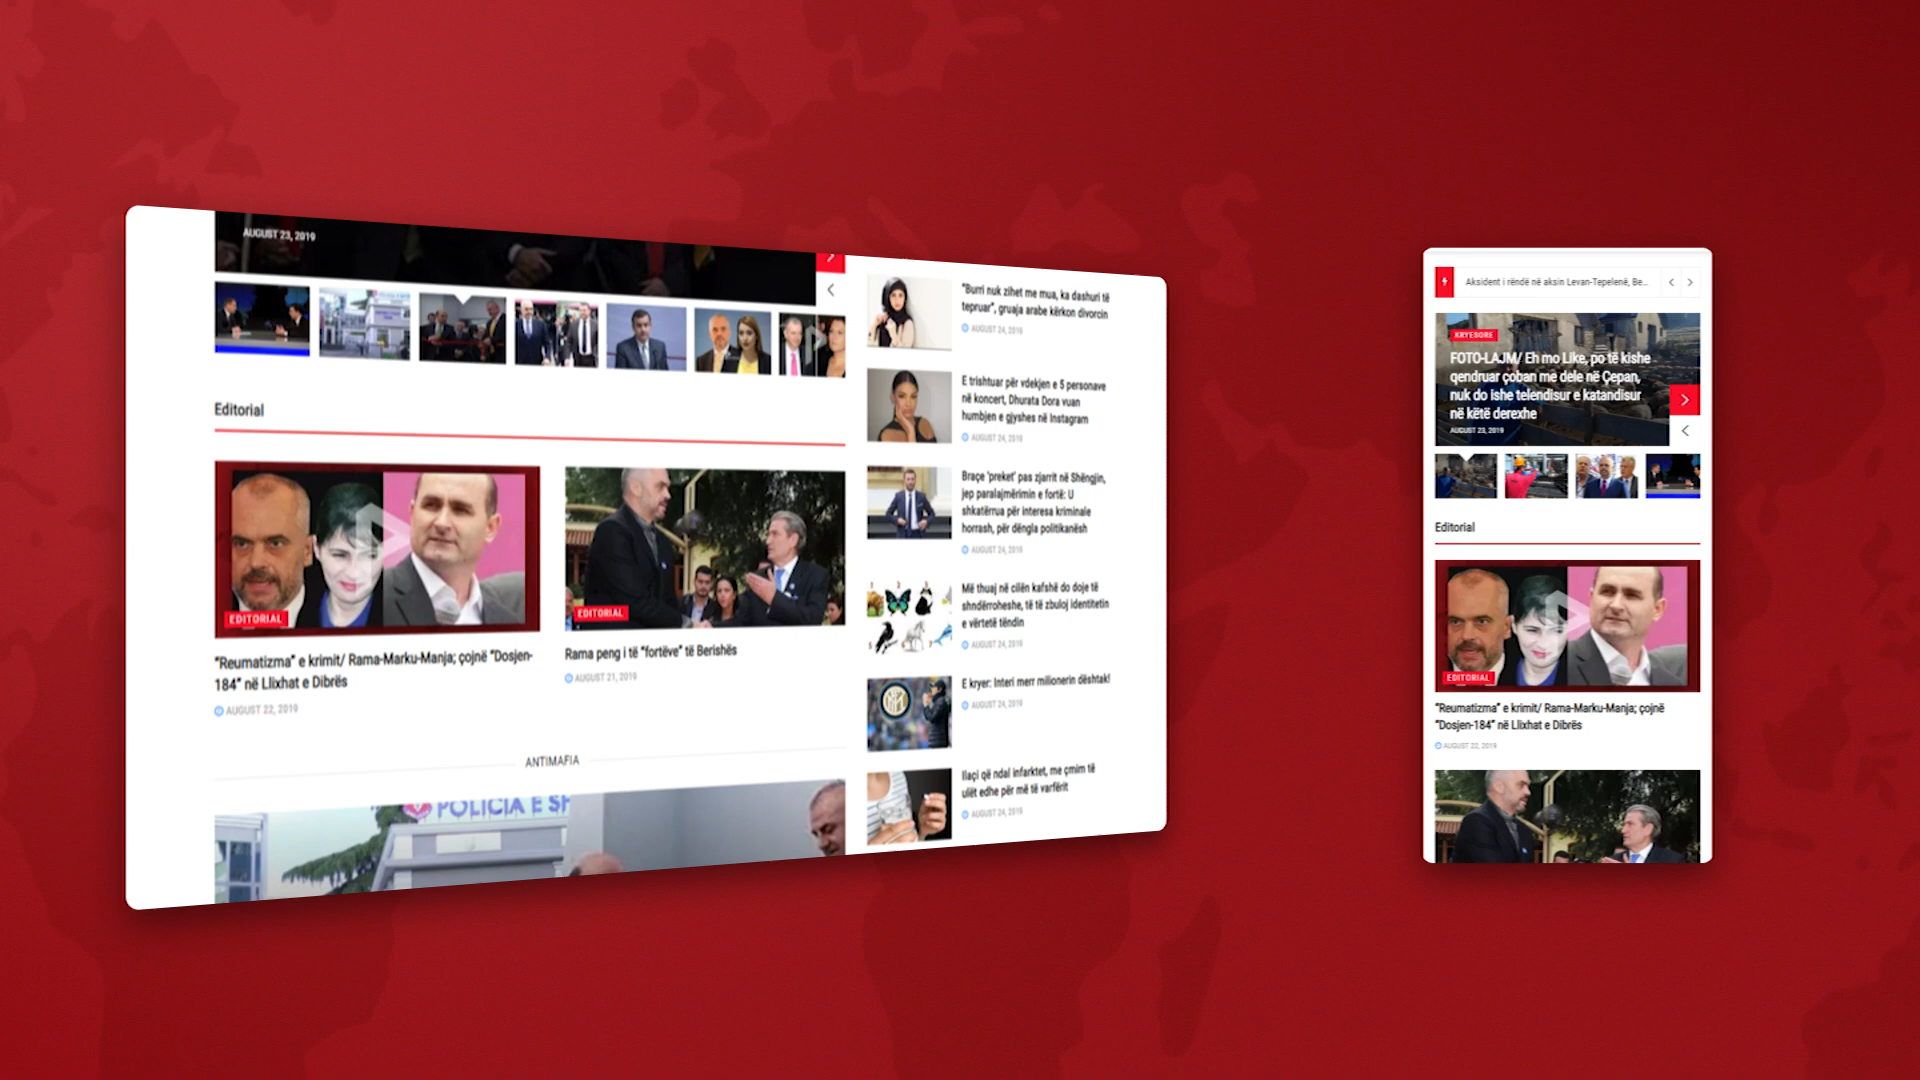 AUGUST 23, 2019
Editorial
EDITORIAL
"Reumatizma" e krimit/ Rama-Marku-Manja; çojnë "Dosjen-
184" në Llixhat e Dibrës
AUGUST 22, 2019
EDITORIAL
Rama peng i të "fortëve" të Berishës
AUGUST 21, 2019
ANTIMAFIA
POLICIA E SH
"Burri nuk zihet me mua, ka dashuri të
tepruar", gruaja arabe kërkon divorcin
AUGUST 24, 2019
E trishtuar për vdekjen e 5 personave
në koncert, Dhurata Dora vuan
humbjen e gjyshes në Instagram
AUGUST 24, 2019
Braçe 'preket' pas zjarrit në Shëngjin,
jep paralajmërimin e fortë: U
shkatërrua për interesa kriminale
horrash, për dëngla politikanësh
AUGUST 24, 2019
Më thuaj në cilën kafshë do doje të
shndërroheshe, të të zbuloj identitetin
e vërtetë tëndin
AUGUST 24, 2019
E kryer: Interi merr milionerin dështak!
AUGUST 24, 2019
Ilaçi që ndal infarktet, me çmim të
ulët edhe për më të varfërit
AUGUST 24, 2019
Aksident i rëndë në aksin Levan-Tepelenë, Be...
KRYESORE
FOTO-LAJM/ Eh mo Like, po të kishe
qendruar çoban me dele në Çepan,
nuk do ishe telendisur e katandisur
në këtë derexhe
AUGUST 23, 2019
Editorial
EDITORIAL
"Reumatizma" e krimit/ Rama-Marku-Manja; çojnë
"Dosjen-184" në Llixhat e Dibrës
AUGUST 22, 2019